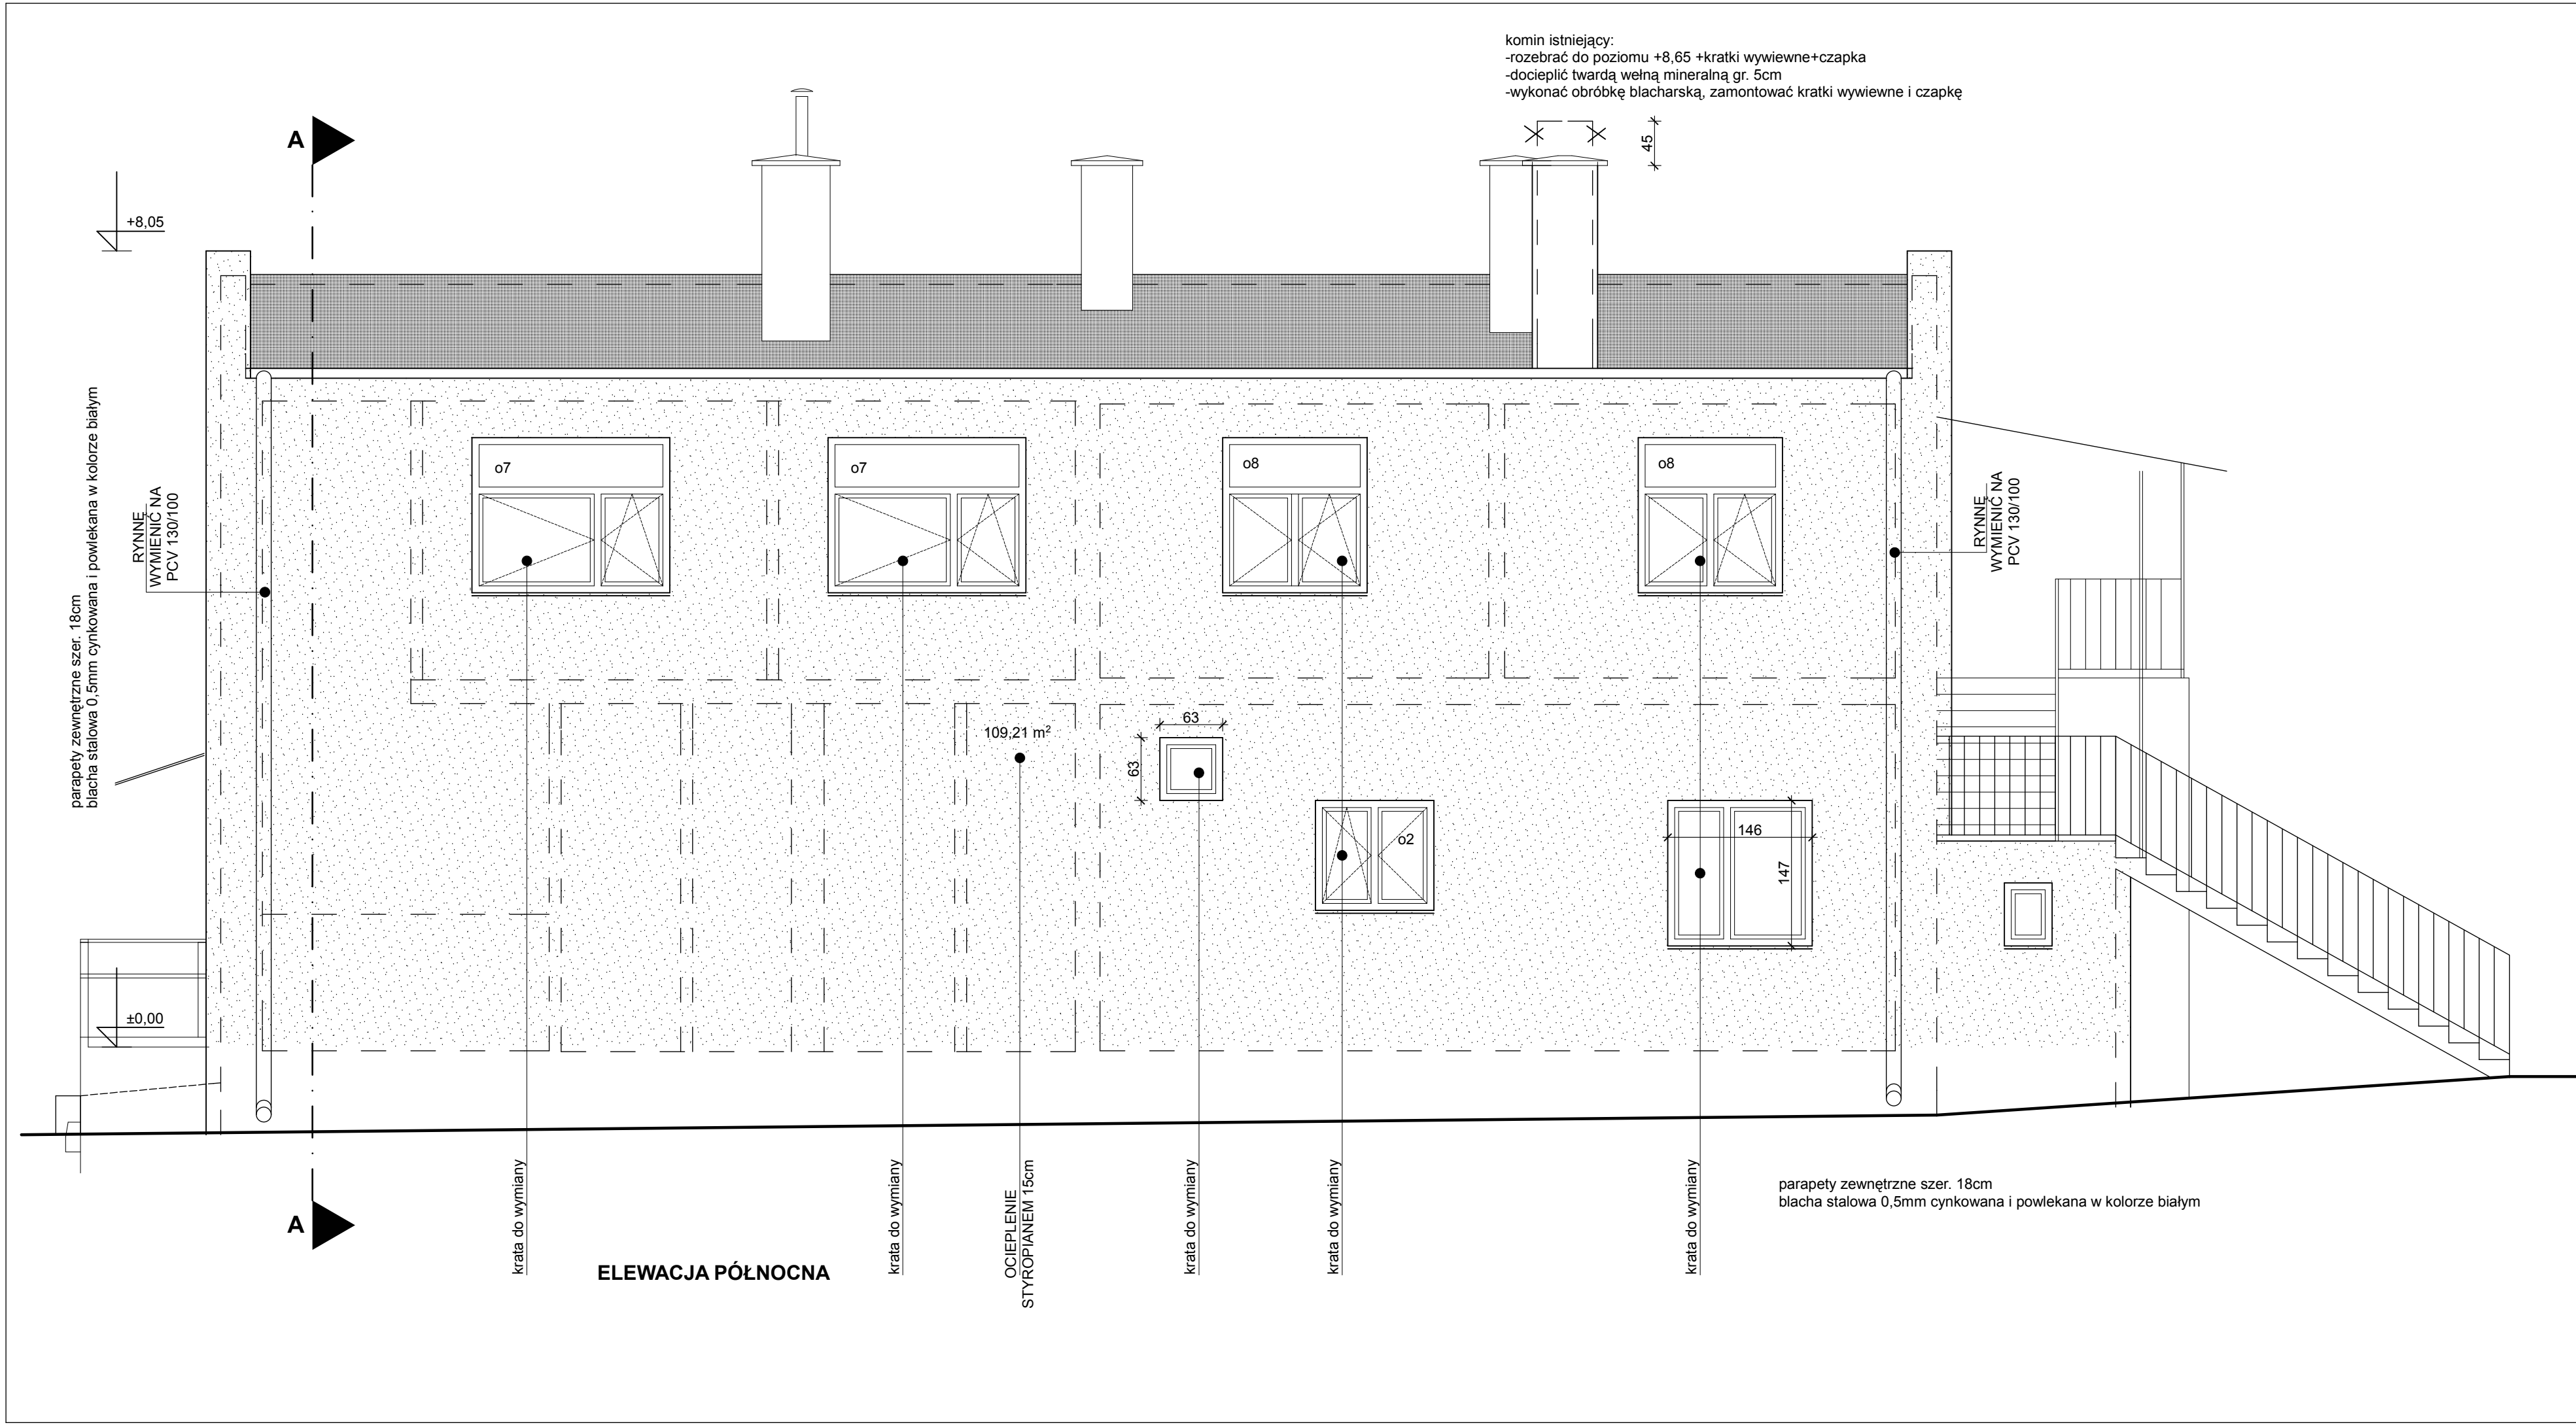 komin istniejący:
-rozebrać do poziomu +8,65 +kratki wywiewne+czapka
-docieplić twardą wełną mineralną gr. 5cm
-wykonać obróbkę blacharską, zamontować kratki wywiewne i czapkę
45
A
+8,05
parapety zewnętrzne szer. 18cm
blacha stalowa 0,5mm cynkowana i powlekana w kolorze białym
RYNNĘ
WYMIENIĆ NA
PCV 130/100
o7
o7
o8
o8
RYNNĘ
WYMIENIĆ NA
PCV 130/100
109,21 m²
63
63
o2
146
147
±0,00
A
krata do wymiany
krata do wymiany
OCIEPLENIE
STYROPIANEM 15cm
krata do wymiany
krata do wymiany
krata do wymiany
parapety zewnętrzne szer. 18cm
blacha stalowa 0,5mm cynkowana i powlekana w kolorze białym
ELEWACJA PÓŁNOCNA